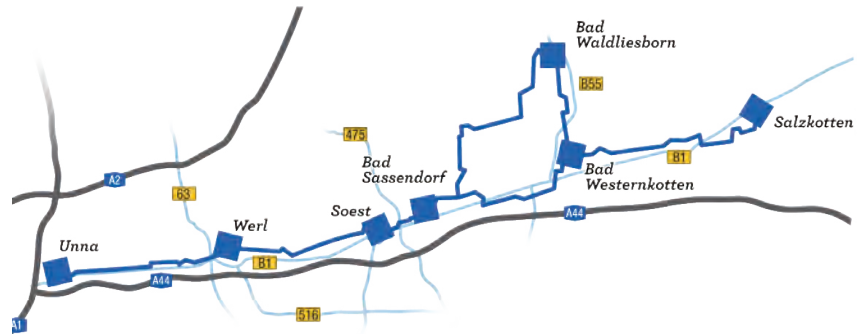 Bad
Waldliesborn
B55
Salzkotten
475
B1
Bad
Sassendorf
A2
63
Bad
Westernkotten
Soest
Werl
A44
Unna
B1
A44
516
A1